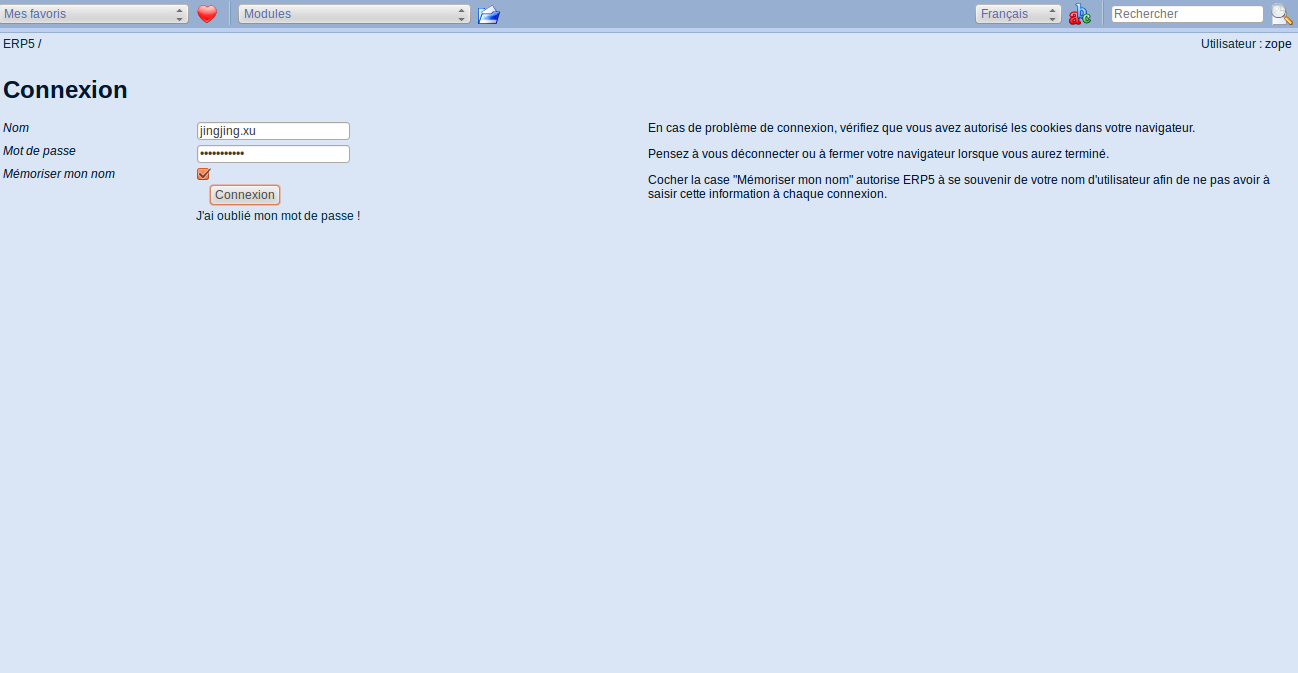 Mes favoris Modules Français abc Rechercher
ERP5 / Utilisateur : zope
Connexion
Nom jingjing.xu
Mot de passe •••••••••••
Mémoriser mon nom
Connexion
J'ai oublié mon mot de passe !
En cas de problème de connexion, vérifiez que vous avez autorisé les cookies dans votre navigateur.
Pensez à vous déconnecter ou à fermer votre navigateur lorsque vous aurez terminé.
Cocher la case "Mémoriser mon nom" autorise ERP5 à se souvenir de votre nom d'utilisateur afin de ne pas avoir à
saisir cette information à chaque connexion.